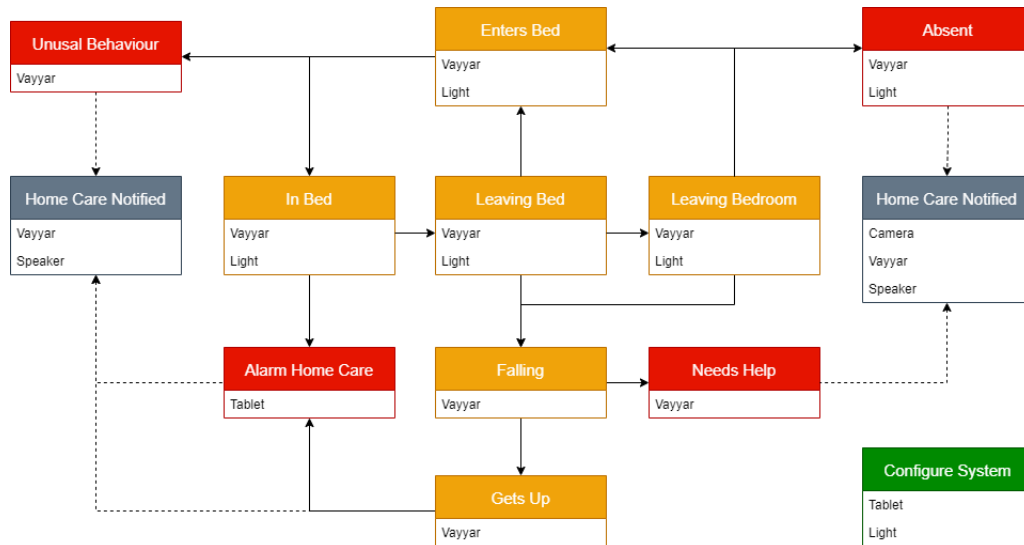 Unusal Behaviour
Vayyar
Enters Bed
Vayyar
Light
Absent
Vayyar
Light
Home Care Notified
Vayyar
Speaker
In Bed
Vayyar
Light
Leaving Bed
Vayyar
Light
Leaving Bedroom
Vayyar
Light
Home Care Notified
Camera
Vayyar
Speaker
Alarm Home Care
Tablet
Falling
Vayyar
Needs Help
Vayyar
Gets Up
Vayyar
Configure System
Tablet
Light